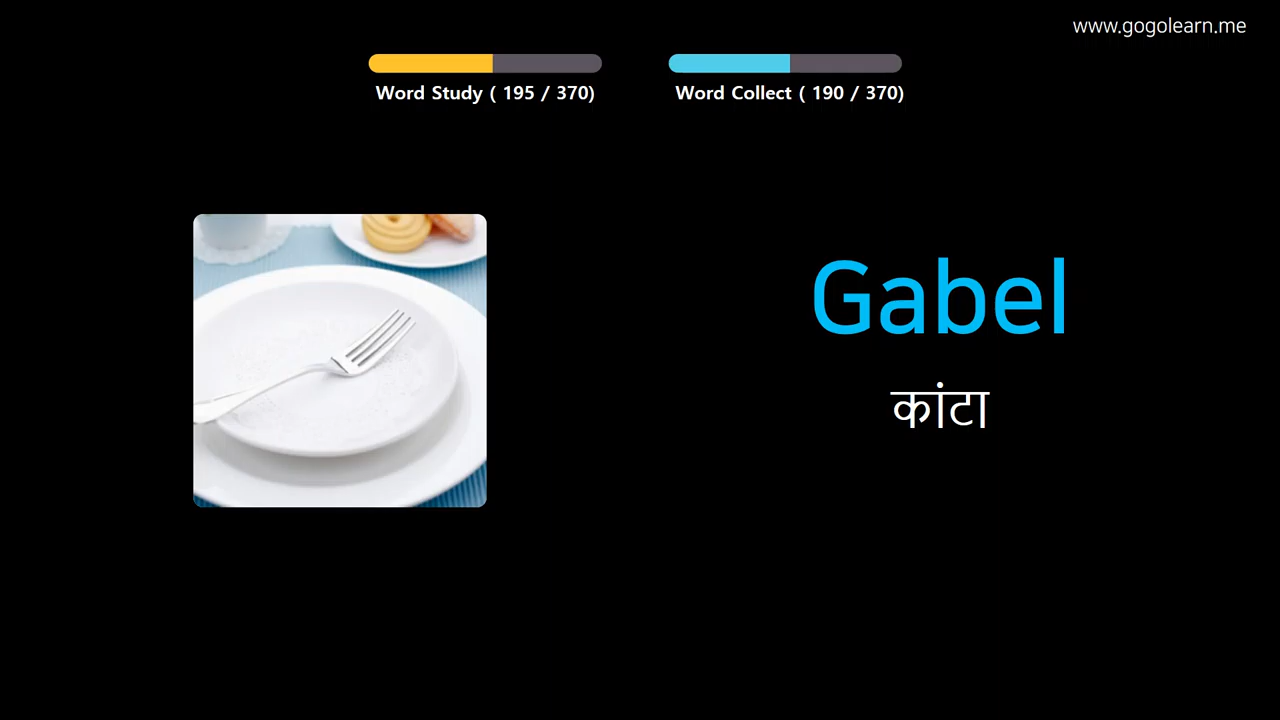 www.gogolearn.me
Word Study ( 195 / 370)
Word Collect ( 190 / 370)
Gabel
कांटा